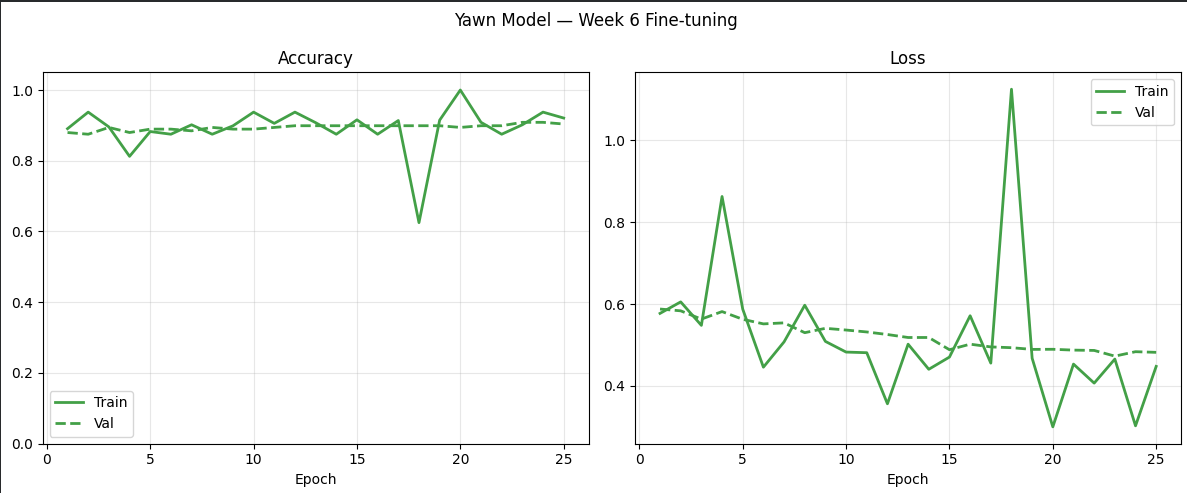 Yawn Model — Week 6 Fine-tuning
Accuracy
1.0
0.8
0.6
0.4
0.2
0.0
Train
Val
0 5 10 15 20 25
Epoch
Loss
Train
Val
1.0
0.8
0.6
0.4
0 5 10 15 20 25
Epoch